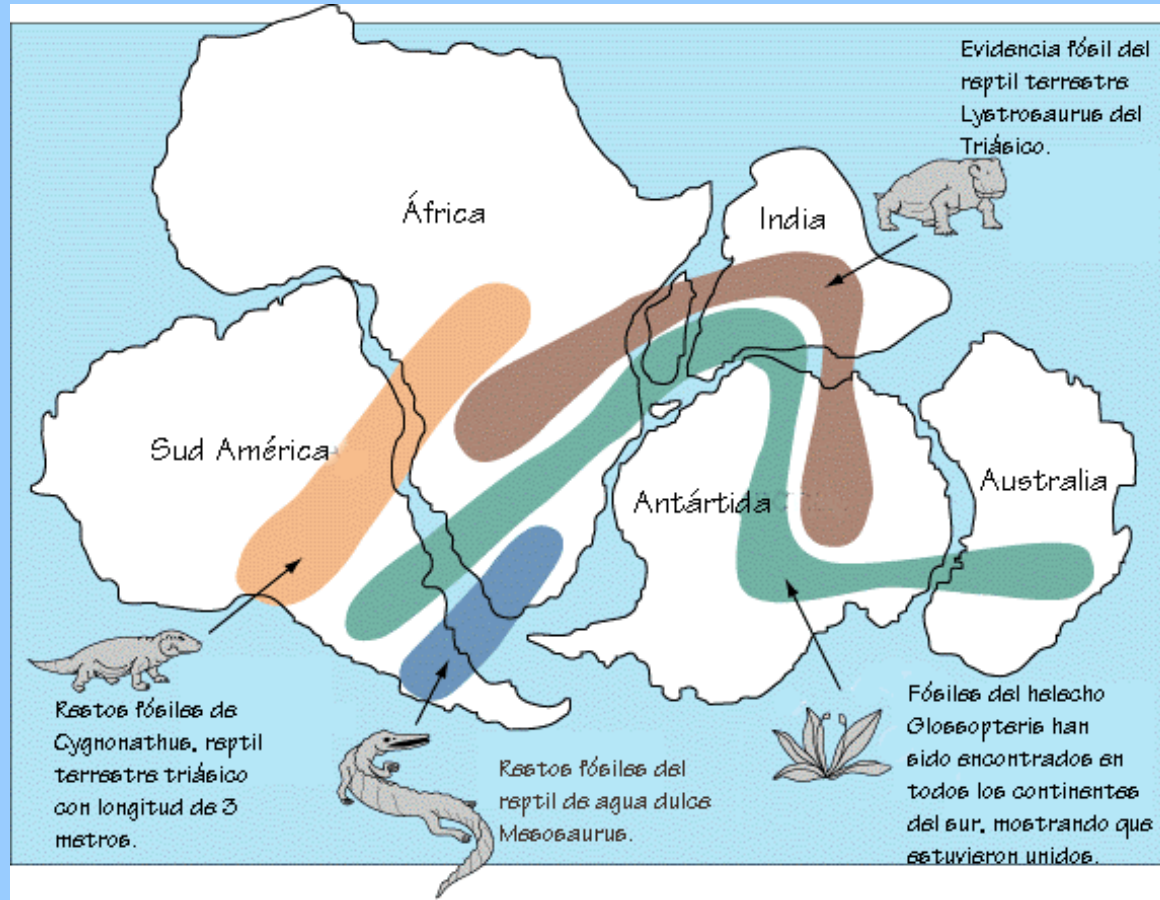 Evidencia fósil del
reptil terrestre
Lystrosaurus del
Triásico.
África
India
Sud América
Antártida
Australia
Restos fósiles de
Cygnonathus, reptil
terrestre triásico
con longitud de 3
metros.
Restos fósiles del
reptil de agua dulce
Mesosaurus.
Fósiles del helecho
Glossopteris han
sido encontrados en
todos los continentes
del sur, mostrando que
estuvieron unidos.